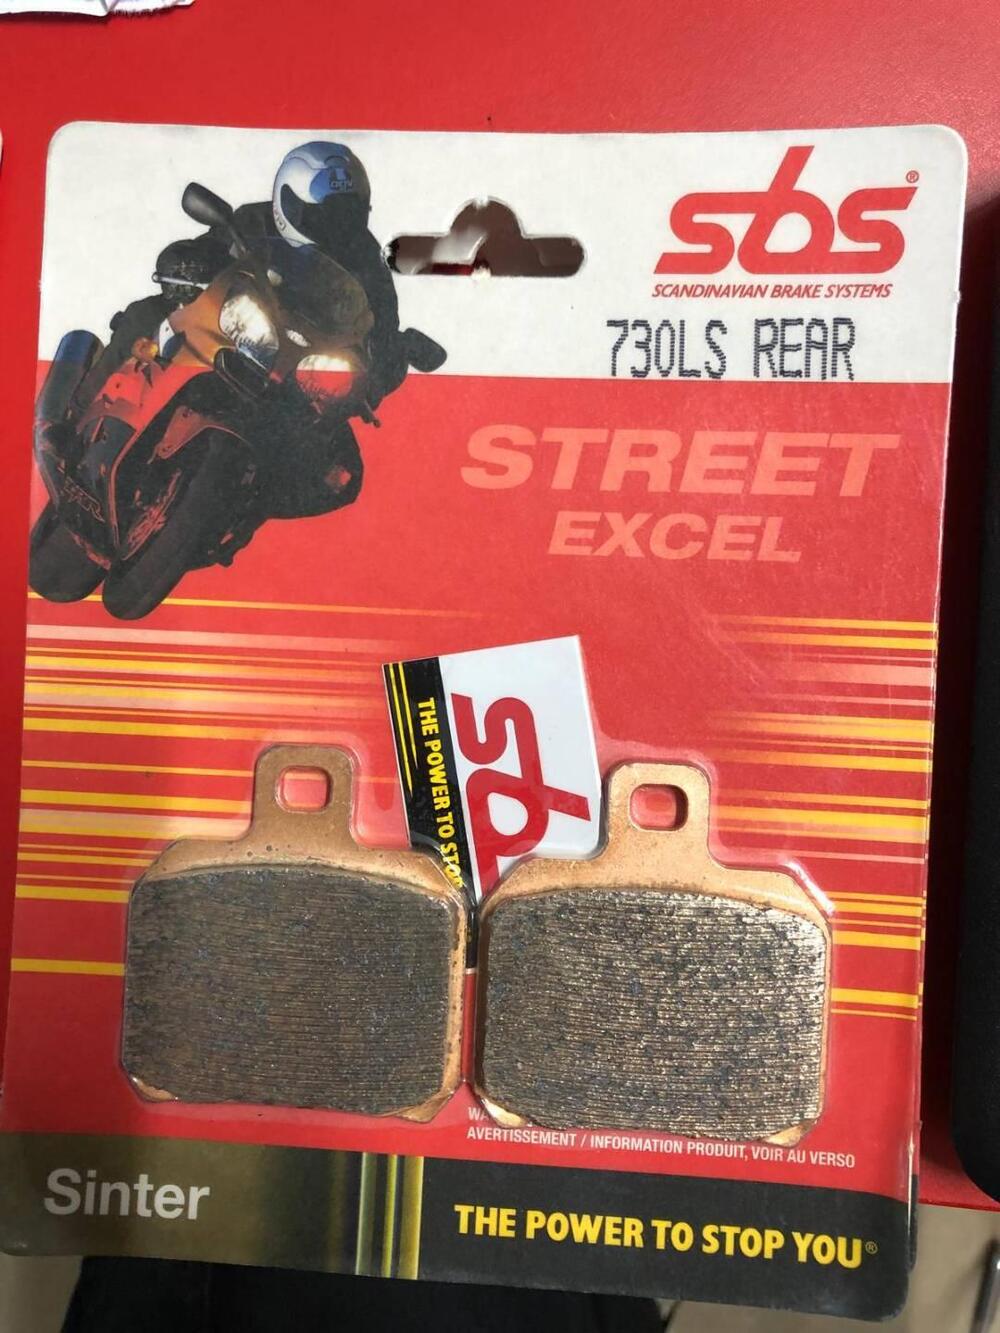 sbs®
SCANDINAVIAN BRAKE SYSTEMS
730LS REAR
STREET
EXCEL
sb
THE POWER TO STOP
AVERTISSEMENT / INFORMATION PRODUIT, VOIR AU VERSO
Sinter
THE POWER TO STOP YOU®